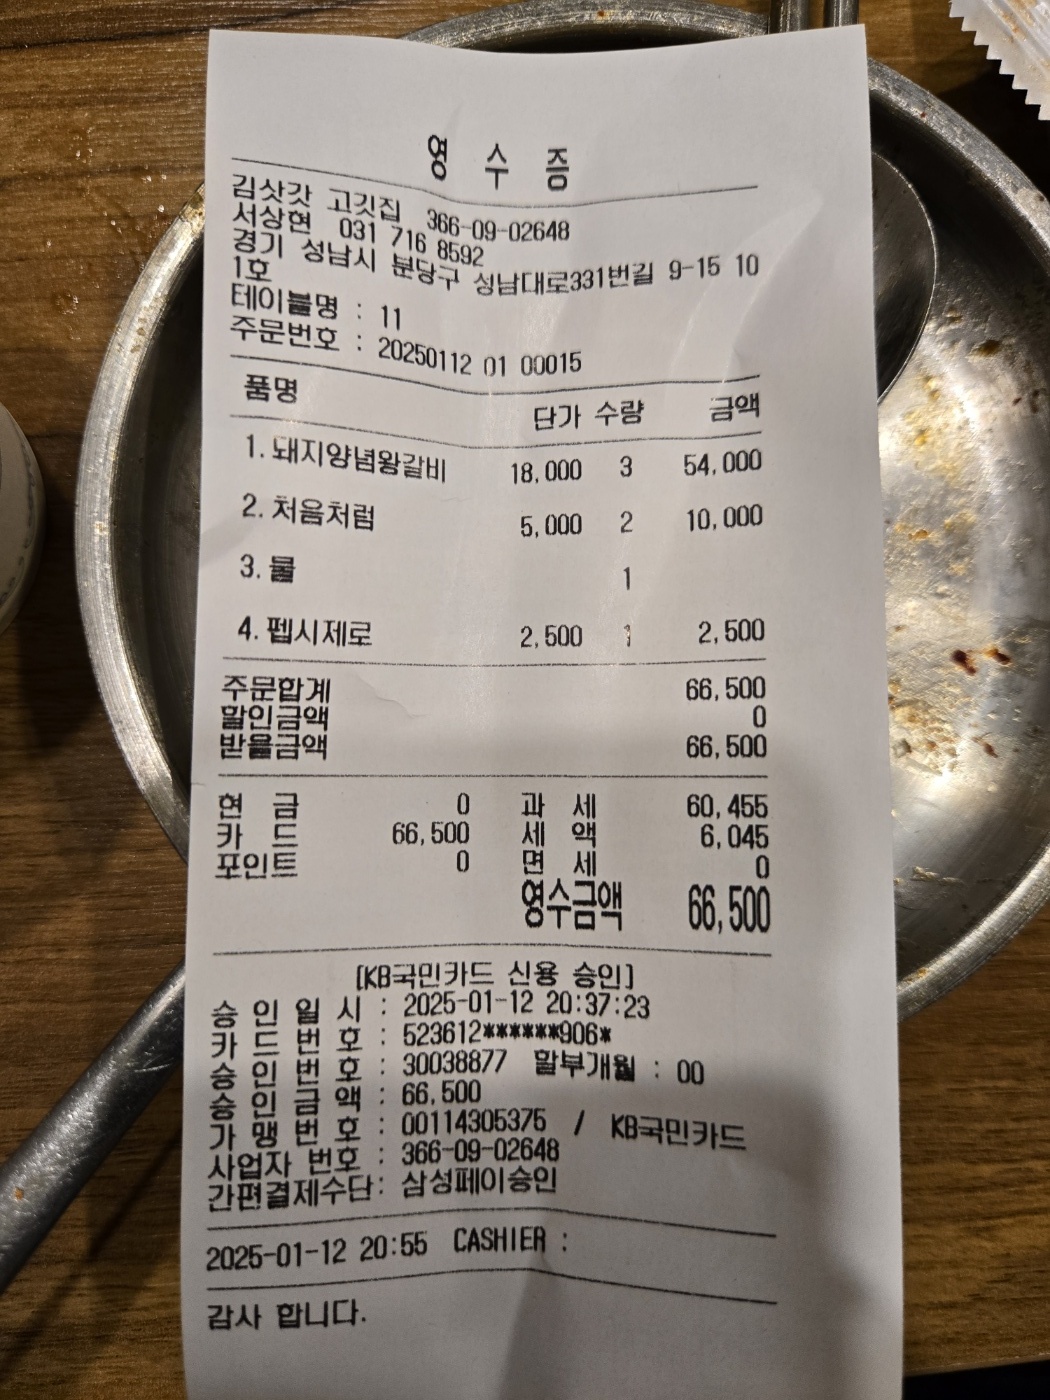 영 수 증
김삿갓 고깃집 366-09-02648
서상현 031 716 8592
경기 성남시 분당구 성남대로331번길 9-15 10
1호
테이블명 : 11
주문번호 : 20250112 01 00015
품명 단가 수량 금액
1. 돼지양념왕갈비 18,000 3 54,000
2. 처음처럼 5,000 2 10,000
3. 물 1
4. 펩시제로 2,500 1 2,500
주문합계 66,500
할인금액 0
받을금액 66,500
현 금 0 과 세 60,455
카 드 66,500 세 액 6,045
포인트 0 면 세 0
영수금액 66,500
[KB국민카드 신용 승인]
승 인 일 시 : 2025-01-12 20:37:23
카 드 번 호 : 523612******906*
승 인 번 호 : 30038877 할부개월 : 00
승 인 금 액 : 66,500
가 맹 번 호 : 00114305375 / KB국민카드
사업자 번호 : 366-09-02648
간편결제수단: 삼성페이승인
2025-01-12 20:55 CASHIER :
감사 합니다.